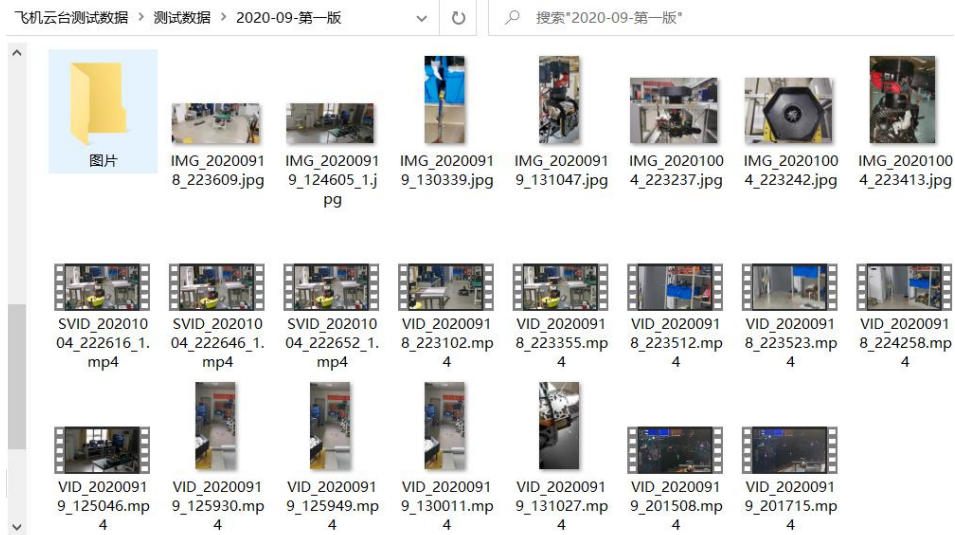 飞机云台测试数据 › 测试数据 › 2020-09-第一版
搜索"2020-09-第一版"
图片
IMG_2020091
8_223609.jpg
IMG_2020091
9_124605_1.j
pg
IMG_2020091
9_130339.jpg
IMG_2020091
9_131047.jpg
IMG_2020100
4_223237.jpg
IMG_2020100
4_223242.jpg
IMG_2020100
4_223413.jpg
SVID_202010
04_222616_1.
mp4
SVID_202010
04_222646_1.
mp4
SVID_202010
04_222652_1.
mp4
VID_2020091
8_223102.mp
4
VID_2020091
8_223355.mp
4
VID_2020091
8_223512.mp
4
VID_2020091
8_223523.mp
4
VID_2020091
8_224258.mp
4
VID_2020091
9_125046.mp
4
VID_2020091
9_125930.mp
4
VID_2020091
9_125949.mp
4
VID_2020091
9_130011.mp
4
VID_2020091
9_131027.mp
4
VID_2020091
9_201508.mp
4
VID_2020091
9_201715.mp
4